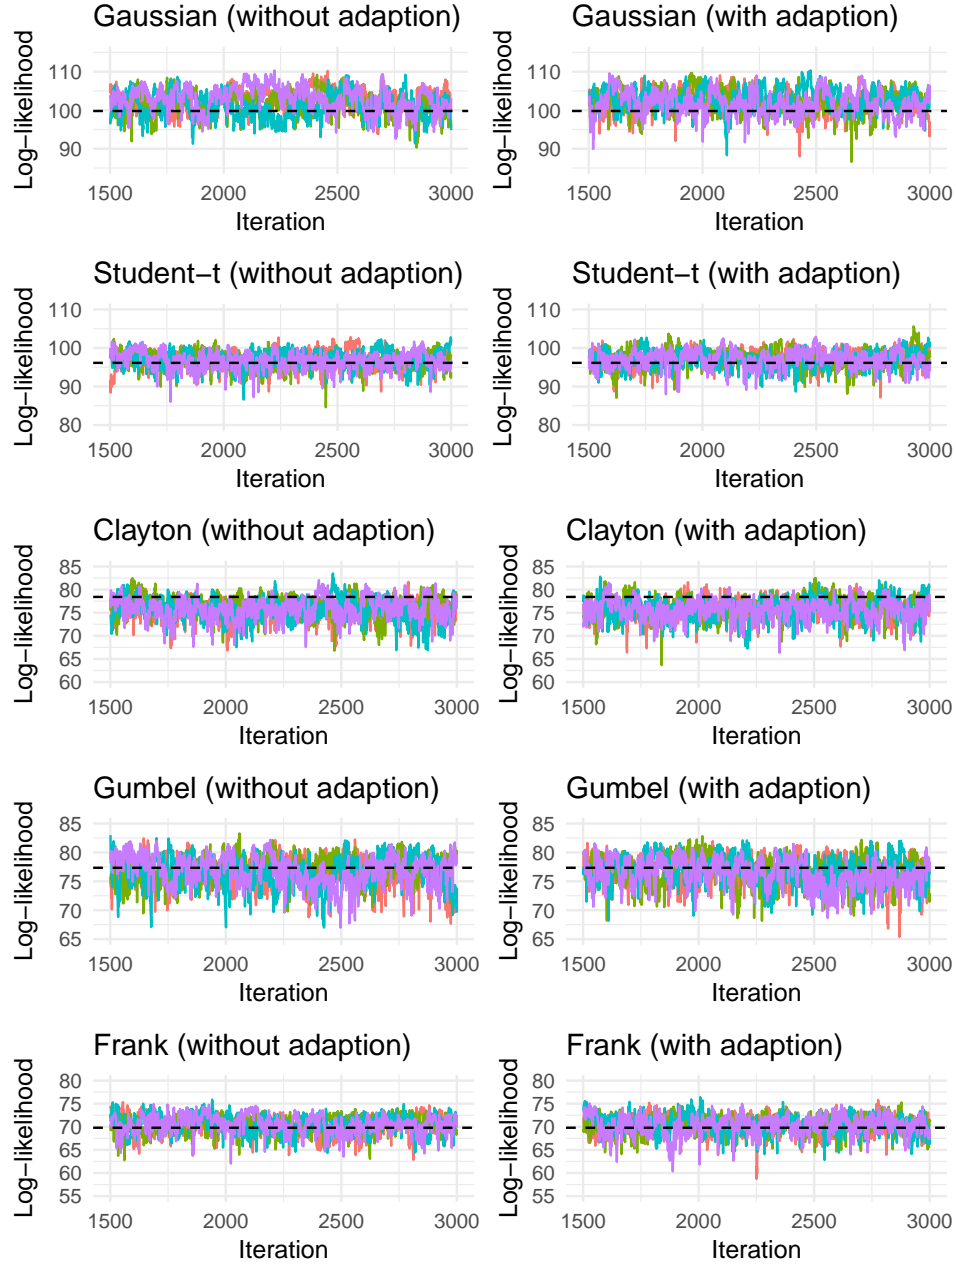 Gaussian (without adaption)
Gaussian (with adaption)
Log−likelihood
110
100
90
1500
2000
2500
3000
Iteration
Log−likelihood
110
100
90
1500
2000
2500
3000
Iteration
Student−t (without adaption)
Student−t (with adaption)
Log−likelihood
110
100
90
80
1500
2000
2500
3000
Iteration
Log−likelihood
110
100
90
80
1500
2000
2500
3000
Iteration
Clayton (without adaption)
Clayton (with adaption)
Log−likelihood
85
80
75
70
65
60
1500
2000
2500
3000
Iteration
Log−likelihood
85
80
75
70
65
60
1500
2000
2500
3000
Iteration
Gumbel (without adaption)
Gumbel (with adaption)
Log−likelihood
85
80
75
70
65
1500
2000
2500
3000
Iteration
Log−likelihood
85
80
75
70
65
1500
2000
2500
3000
Iteration
Frank (without adaption)
Frank (with adaption)
Log−likelihood
80
75
70
65
60
55
1500
2000
2500
3000
Iteration
Log−likelihood
80
75
70
65
60
55
1500
2000
2500
3000
Iteration